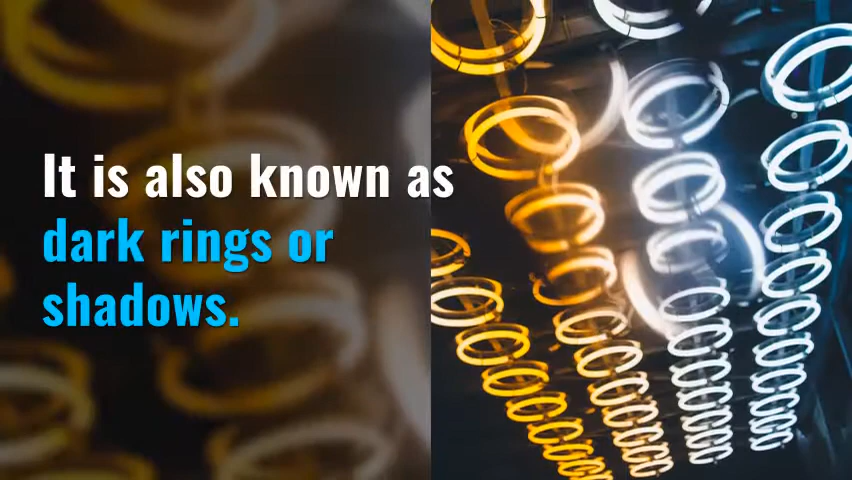 It is also known as
dark rings or
shadows.